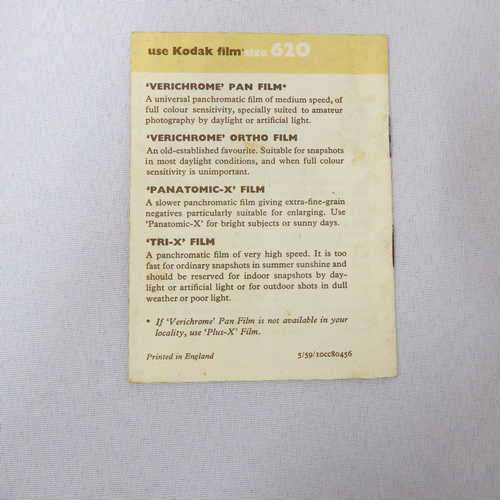 use Kodak film size 620
'VERICHROME' PAN FILM*
A universal panchromatic film of medium speed, of
full colour sensitivity, specially suited to amateur
photography by daylight or artificial light.
'VERICHROME' ORTHO FILM
An old-established favourite. Suitable for snapshots
in most daylight conditions, and when full colour
sensitivity is unimportant.
'PANATOMIC-X' FILM
A slower panchromatic film giving extra-fine-grain
negatives particularly suitable for enlarging. Use
'Panatomic-X' for bright subjects or sunny days.
'TRI-X' FILM
A panchromatic film of very high speed. It is too
fast for ordinary snapshots in summer sunshine and
should be reserved for indoor snapshots by day-
light or artificial light or for outdoor shots in dull
weather or poor light.
* If 'Verichrome' Pan Film is not available in your
locality, use 'Plus-X' Film.
Printed in England 5/59/10cc80456